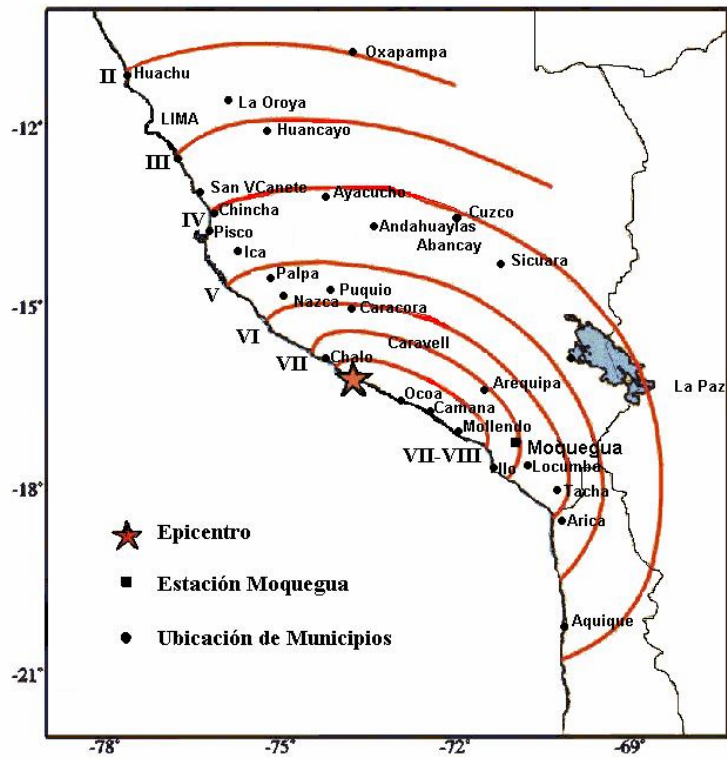 Oxapampa
Huachu
II
La Oroya
LIMA
-12°
Huancayo
III
San VCanete
Ayacucho
Chincha
Cuzco
IV
Pisco
Andahuaylas
Abancay
Ica
Sicuara
Palpa
V
Puquio
Nazca
-15°
Caracora
VI
Caravell
VII
Chalo
Arequipa
La Paz
Ocoa
Camana
Mollendo
Moquegua
VII-VIII
Ilo
Locumba
-18°
Tacha
Arica
Epicentro
Estación Moquegua
Aquique
Ubicación de Municipios
-21°
-78°
-75°
-72°
-69°